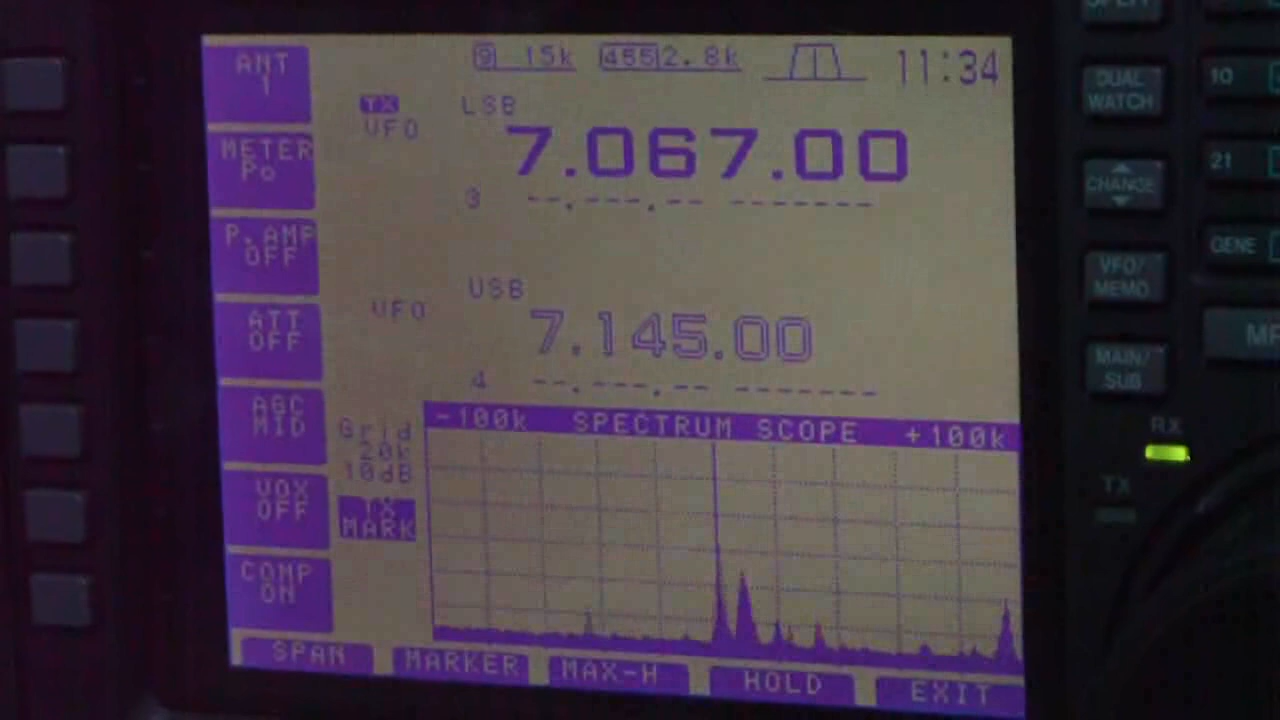 ANT
1
METER
Po
P.AMP
OFF
ATT
OFF
AGC
MID
VOX
OFF
COMP
ON
9 15k 455 2.8k 11:34
TX
VFO
LSB
7.067.00
3 --.---.-- -------
USB
VFO
7.145.00
4 --.---.-- -------
-100k SPECTRUM SCOPE +100k
Grid
20k
10dB
TX
MARK
SPAN MARKER MAX-H HOLD EXIT
SPLIT
DUAL
WATCH
CHANGE
VFO/
MEMO
MAIN/
SUB
RX
TX
10
21
GENE